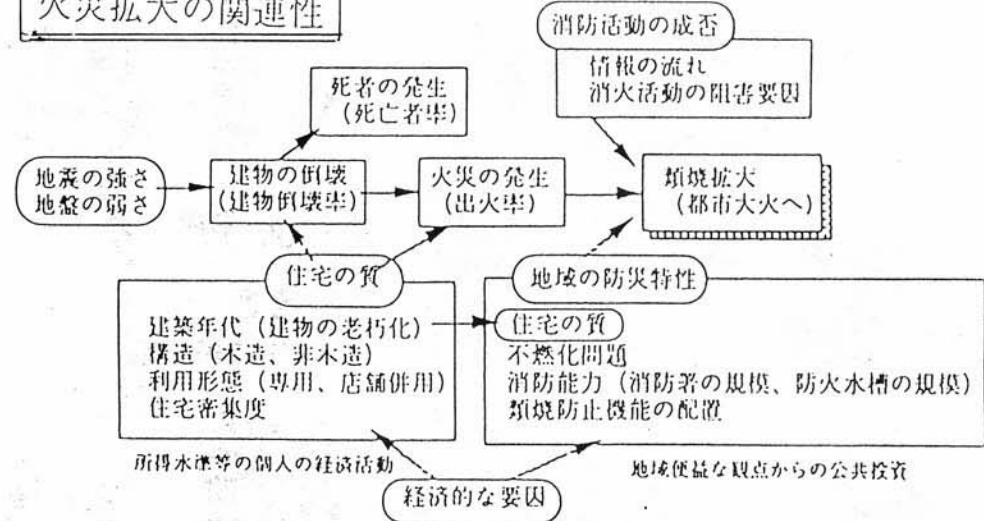 火災拡大の関連性
消防活動の成否
情報の流れ
消火活動の阻害要因
死者の発生
(死亡者率)
地震の強さ
地盤の弱さ
建物の倒壊
(建物倒壊率)
火災の発生
(出火率)
類焼拡大
(都市大火へ)
住宅の質
建築年代（建物の老朽化）
構造（木造、非木造）
利用形態（専用、店舗併用）
住宅密集度
地域の防災特性
住宅の質
不燃化問題
消防能力（消防署の規模、防火水槽の規模）
類焼防止機能の配置
所得水準等の個人の経済活動
地域便益な観点からの公共投資
経済的な要因